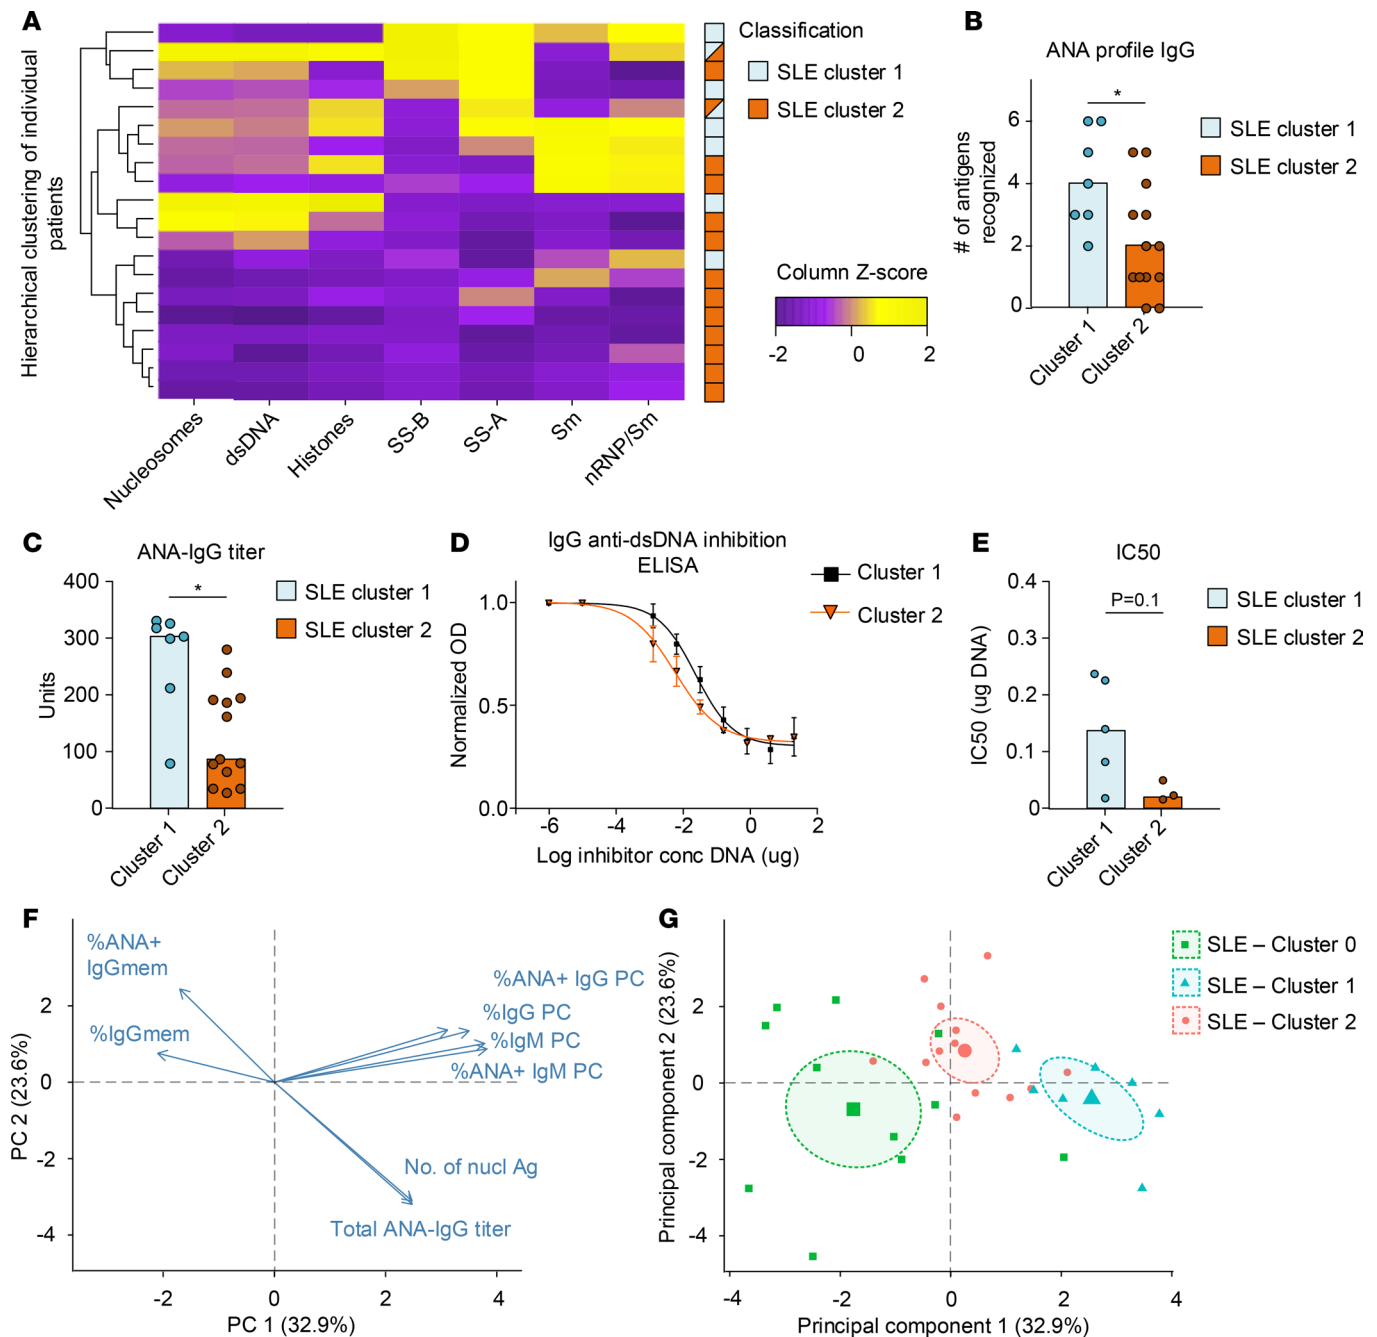 A
Hierarchical clustering of individual
patients
Classification
SLE cluster 1
SLE cluster 2
Column Z-score
-2 0 2
Nucleosomes
dsDNA
Histones
SS-B
SS-A
Sm
nRNP/Sm
B
ANA profile IgG
*
# of antigens
recognized
6
4
2
0
Cluster 1
Cluster 2
SLE cluster 1
SLE cluster 2
C
ANA-IgG titer
*
Units
400
300
200
100
0
Cluster 1
Cluster 2
SLE cluster 1
SLE cluster 2
D
IgG anti-dsDNA inhibition
ELISA
Normalized OD
1.0
0.5
0.0
-6 -4 -2 0 2
Log inhibitor conc DNA (ug)
Cluster 1
Cluster 2
E
IC50
P=0.1
IC50 (ug DNA)
0.4
0.3
0.2
0.1
0
Cluster 1
Cluster 2
SLE cluster 1
SLE cluster 2
F
%ANA+
IgGmem
%IgGmem
%ANA+ IgG PC
%IgG PC
%IgM PC
%ANA+ IgM PC
No. of nucl Ag
Total ANA-IgG titer
PC 2 (23.6%)
2
0
-2
-4
-2 0 2 4
PC 1 (32.9%)
G
Principal component 2 (23.6%)
2
0
-2
-4
-4 -2 0 2 4
Principal component 1 (32.9%)
SLE – Cluster 0
SLE – Cluster 1
SLE – Cluster 2